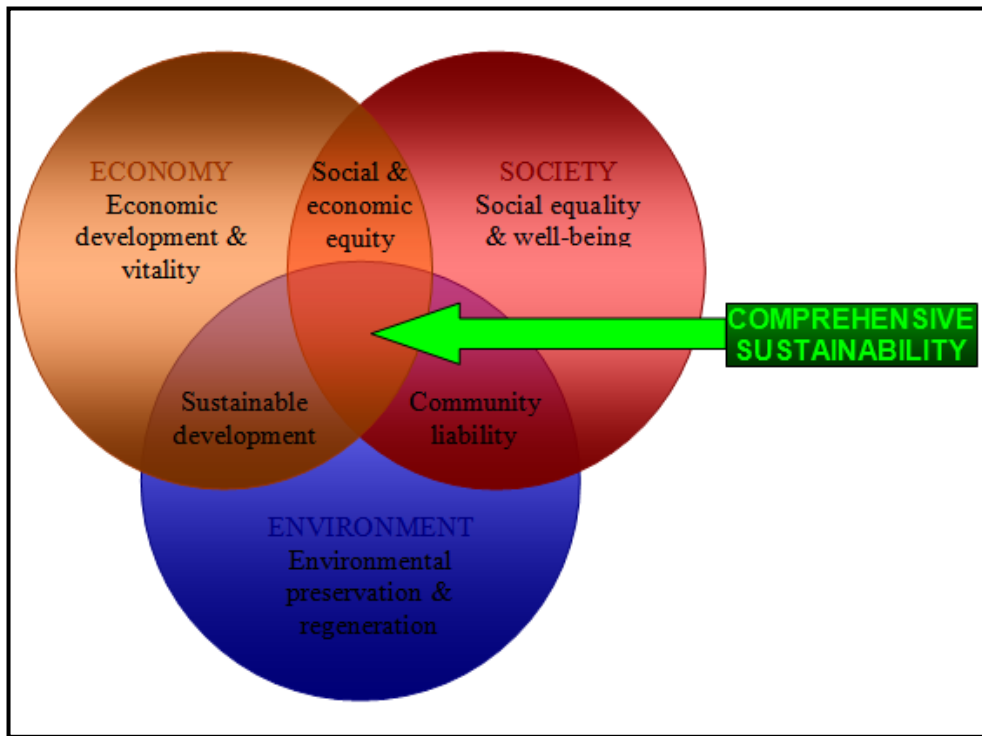 ECONOMY
Economic
development &
vitality
Social &
economic
equity
SOCIETY
Social equality
& well-being
COMPREHENSIVE
SUSTAINABILITY
Sustainable
development
Community
liability
ENVIRONMENT
Environmental
preservation &
regeneration